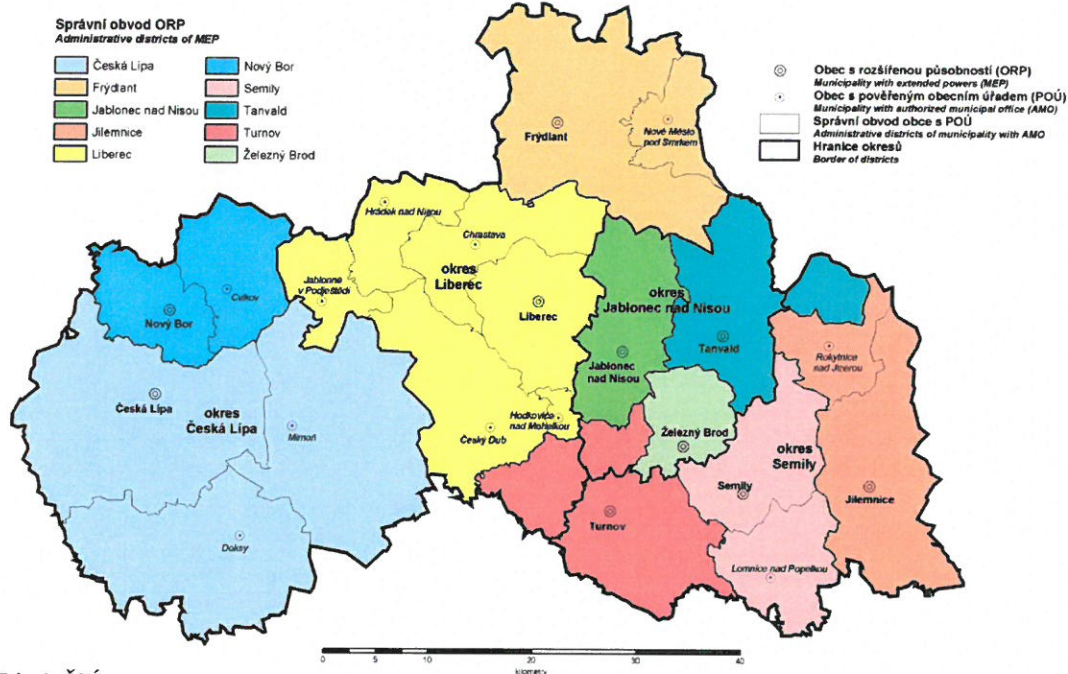 Správní obvod ORP
Administrative districts of MEP
Česká Lípa
Frýdlant
Jablonec nad Nisou
Jilemnice
Liberec
Nový Bor
Semily
Tanvald
Turnov
Železný Brod
Obec s rozšířenou působností (ORP)
Municipality with extended powers (MEP)
Obec s pověřeným obecním úřadem (POÚ)
Municipality with authorized municipal office (AMO)
Správní obvod obce s POÚ
Administrative districts of municipality with AMO
Hranice okresů
Border of districts
Frýdlant
Nové Město
pod Smrkem
Hrádek nad Nisou
Chrastava
okres
Liberec
Jablonné
v Podještědí
Liberec
okres
Jablonec nad Nisou
Cvikov
Nový Bor
Tanvald
Jablonec
nad Nisou
Rokytnice
nad Jizerou
Česká Lípa
okres
Česká Lípa
Mimoň
Český Dub
Hodkovice
nad Mohelkou
Železný Brod
okres
Semily
Semily
Jilemnice
Turnov
Doksy
Lomnice nad Popelkou
0 5 10 20 30 40
kilometry